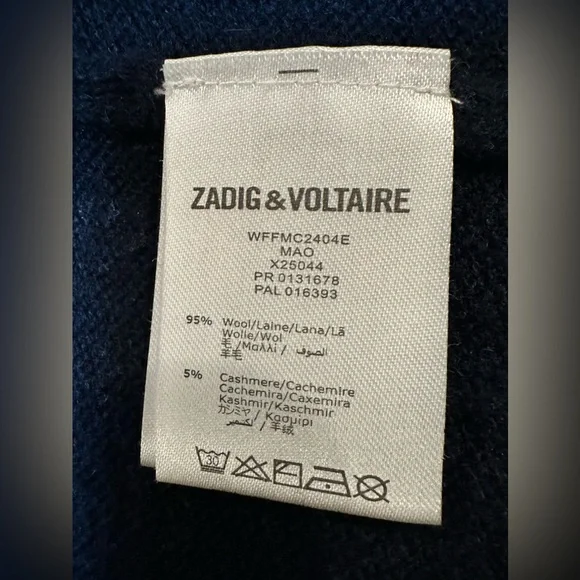 ZADIG & VOLTAIRE
WFFMC2404E
MAO
X25044
PR 0131678
PAL 016393
95% Wool/Laine/Lana/Lã
Wolle/Wol
毛 /Μαλλί / الصوف
羊毛
5% Cashmere/Cachemire
Cachemira/Caxemira
Kashmir/Kaschmir
カシミヤ/ Κασμίρι
كشمير / 羊绒
30